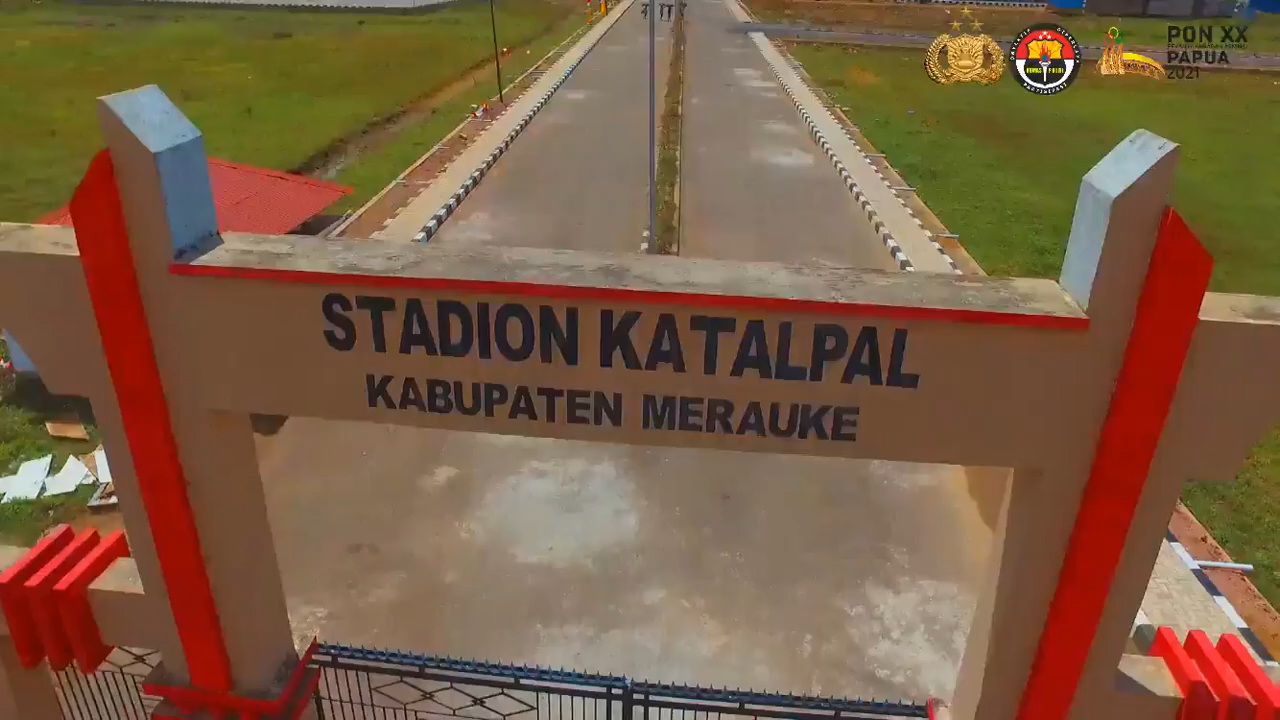 PON XX
PAPUA
2021
STADION KATALPAL
KABUPATEN MERAUKE